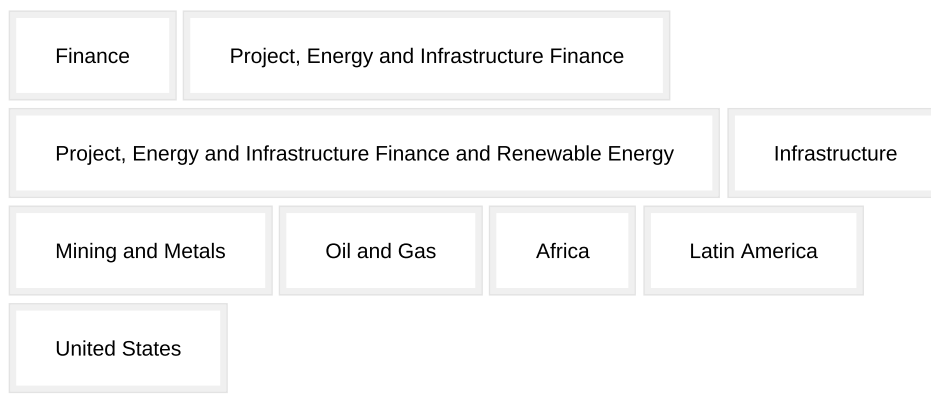 Finance Project, Energy and Infrastructure Finance
Project, Energy and Infrastructure Finance and Renewable Energy Infrastructure
Mining and Metals Oil and Gas Africa Latin America
United States